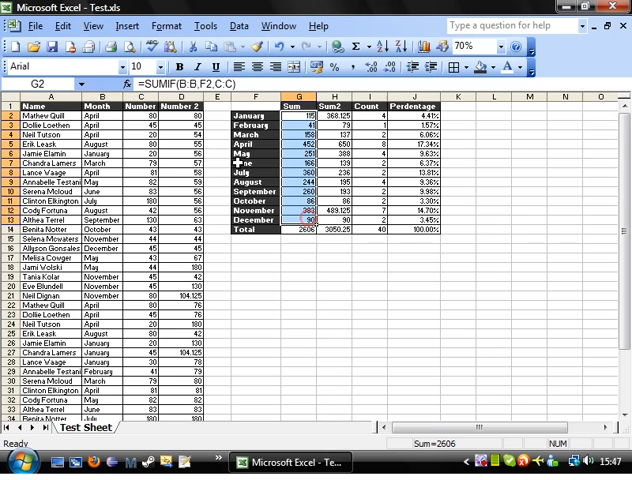 Microsoft Excel - Test.xls
File Edit View Insert Format Tools Data Window Help Type a question for help
70%
Arial 10 B I U
G2 fx =SUMIF(B:B,F2,C:C)
A B C D E F G H I J K L M N O
1 Name Month Number Number 2 Sum Sum2 Count Perdentage
2 Mathew Quill April 80 80 January 115 368.125 4 4.41%
3 Dollie Loethen April 45 45 February 41 79 1 1.57%
4 Neil Tutson April 20 54 March 158 137 2 6.06%
5 Erik Leask August 80 55 April 452 650 8 17.34%
6 Jamie Elamin January 20 56 May 251 388 4 9.63%
7 Chandra Lamers March 79 57 ne 166 139 2 6.37%
8 Lance Waage April 58 81 July 360 236 2 13.81%
9 Annabelle Testani May 82 59 August 244 195 4 9.36%
10 Serena Mcloud June 83 56 September 260 193 2 9.98%
11 Clinton Elkington July 180 56 October 86 86 2 3.30%
12 Cody Fortuna August 42 56 November 383 489.125 7 14.70%
13 Althea Terrel September 130 63 December 90 90 2 3.45%
14 Benita Notter October 43 43 Total 2606 3050.25 40 100.00%
15 Selena Mcwaters November 44 44
16 Allyson Gonsales December 45 45
17 Melisa Cowger May 43 67
18 Jami Wolski May 44 180
19 Tania Kolar November 45 42
20 Eve Blundell November 45 130
21 Neil Dignan November 80 104.125
22 Mathew Quill April 80 76
23 Dollie Loethen April 45 76
24 Neil Tutson April 20 180
25 Erik Leask August 80 42
26 Jamie Elamin January 20 130
27 Chandra Lamers January 45 104.125
28 Lance Waage January 30 78
29 Annabelle Testani February 41 79
30 Serena Mcloud March 79 80
31 Clinton Elkington April 81 81
32 Cody Fortuna May 82 82
33 Althea Terrel June 83 83
34 Benita Notter July 180 180
Test Sheet
Ready Sum=2606 NUM
Microsoft Excel - Te... 15:47